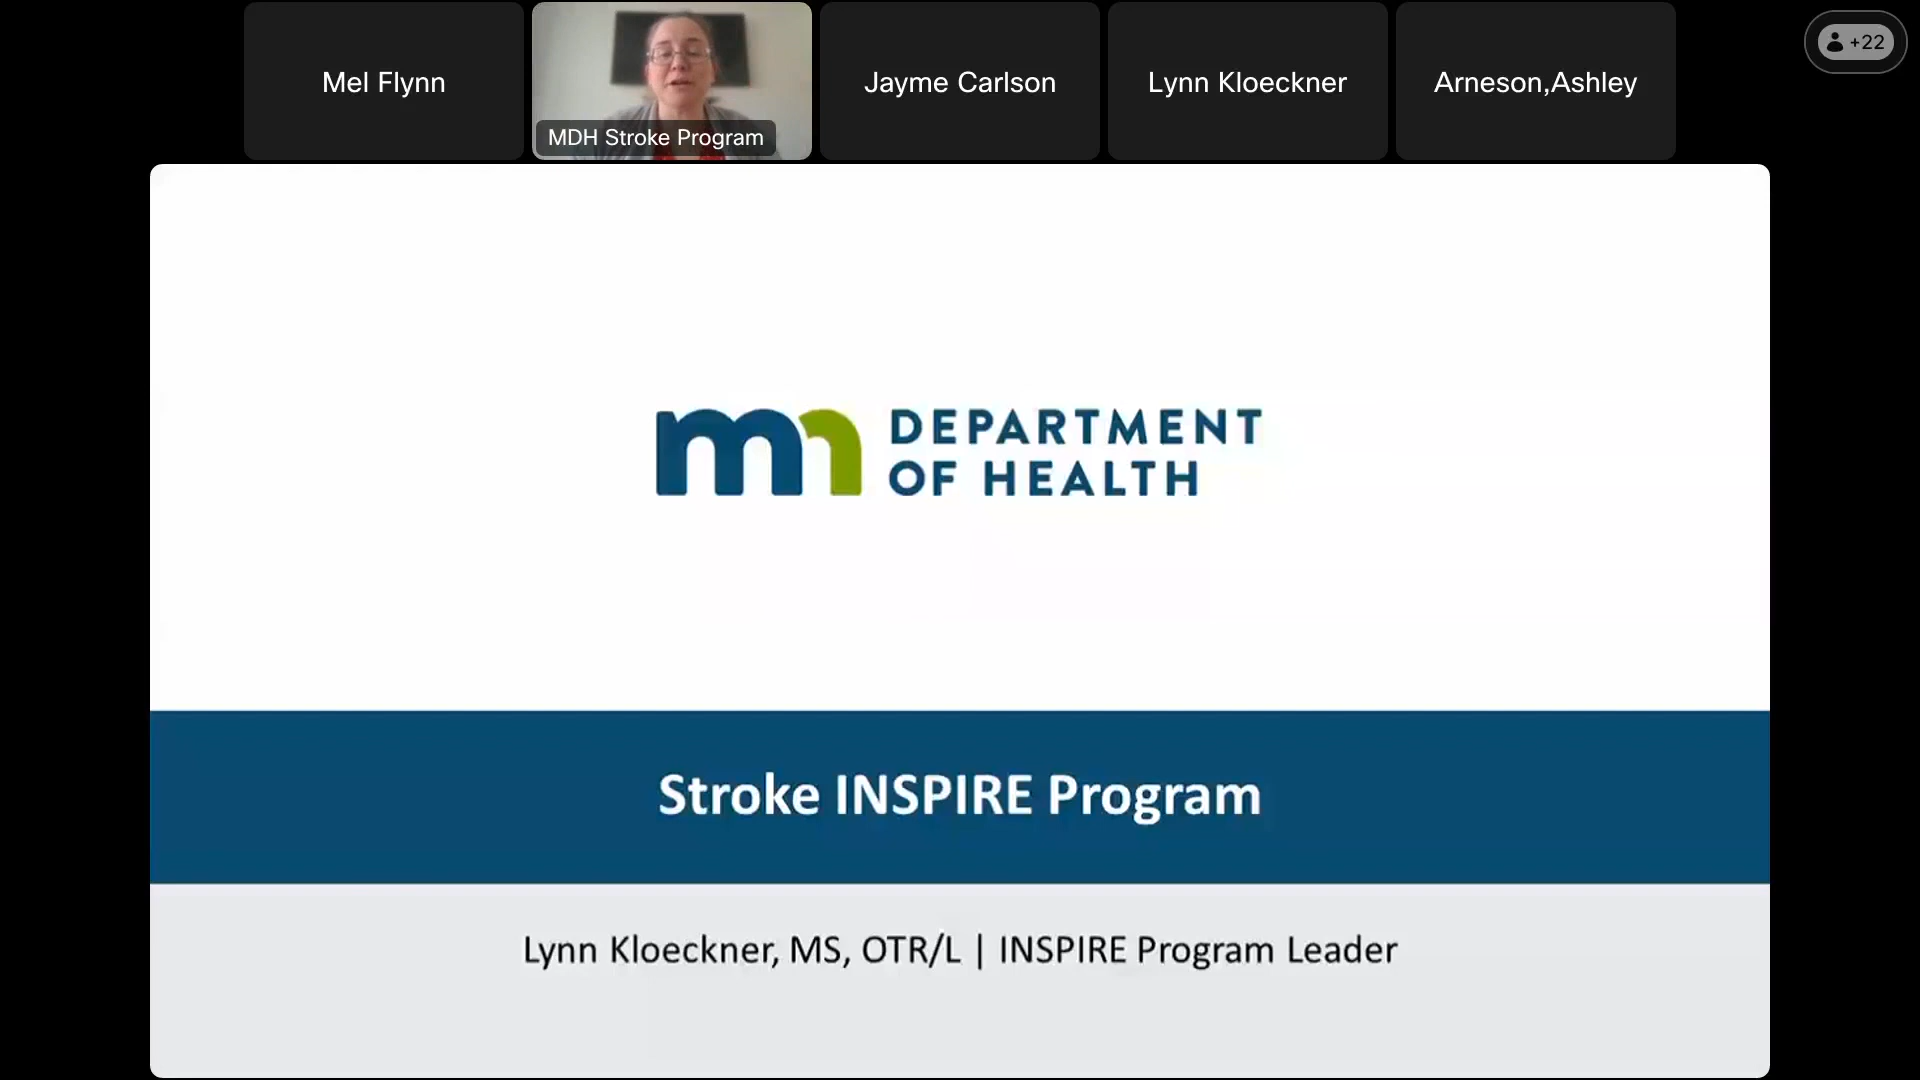 Mel Flynn
MDH Stroke Program
Jayme Carlson
Lynn Kloeckner
Arneson,Ashley
+22
mn DEPARTMENT
OF HEALTH
Stroke INSPIRE Program
Lynn Kloeckner, MS, OTR/L | INSPIRE Program Leader